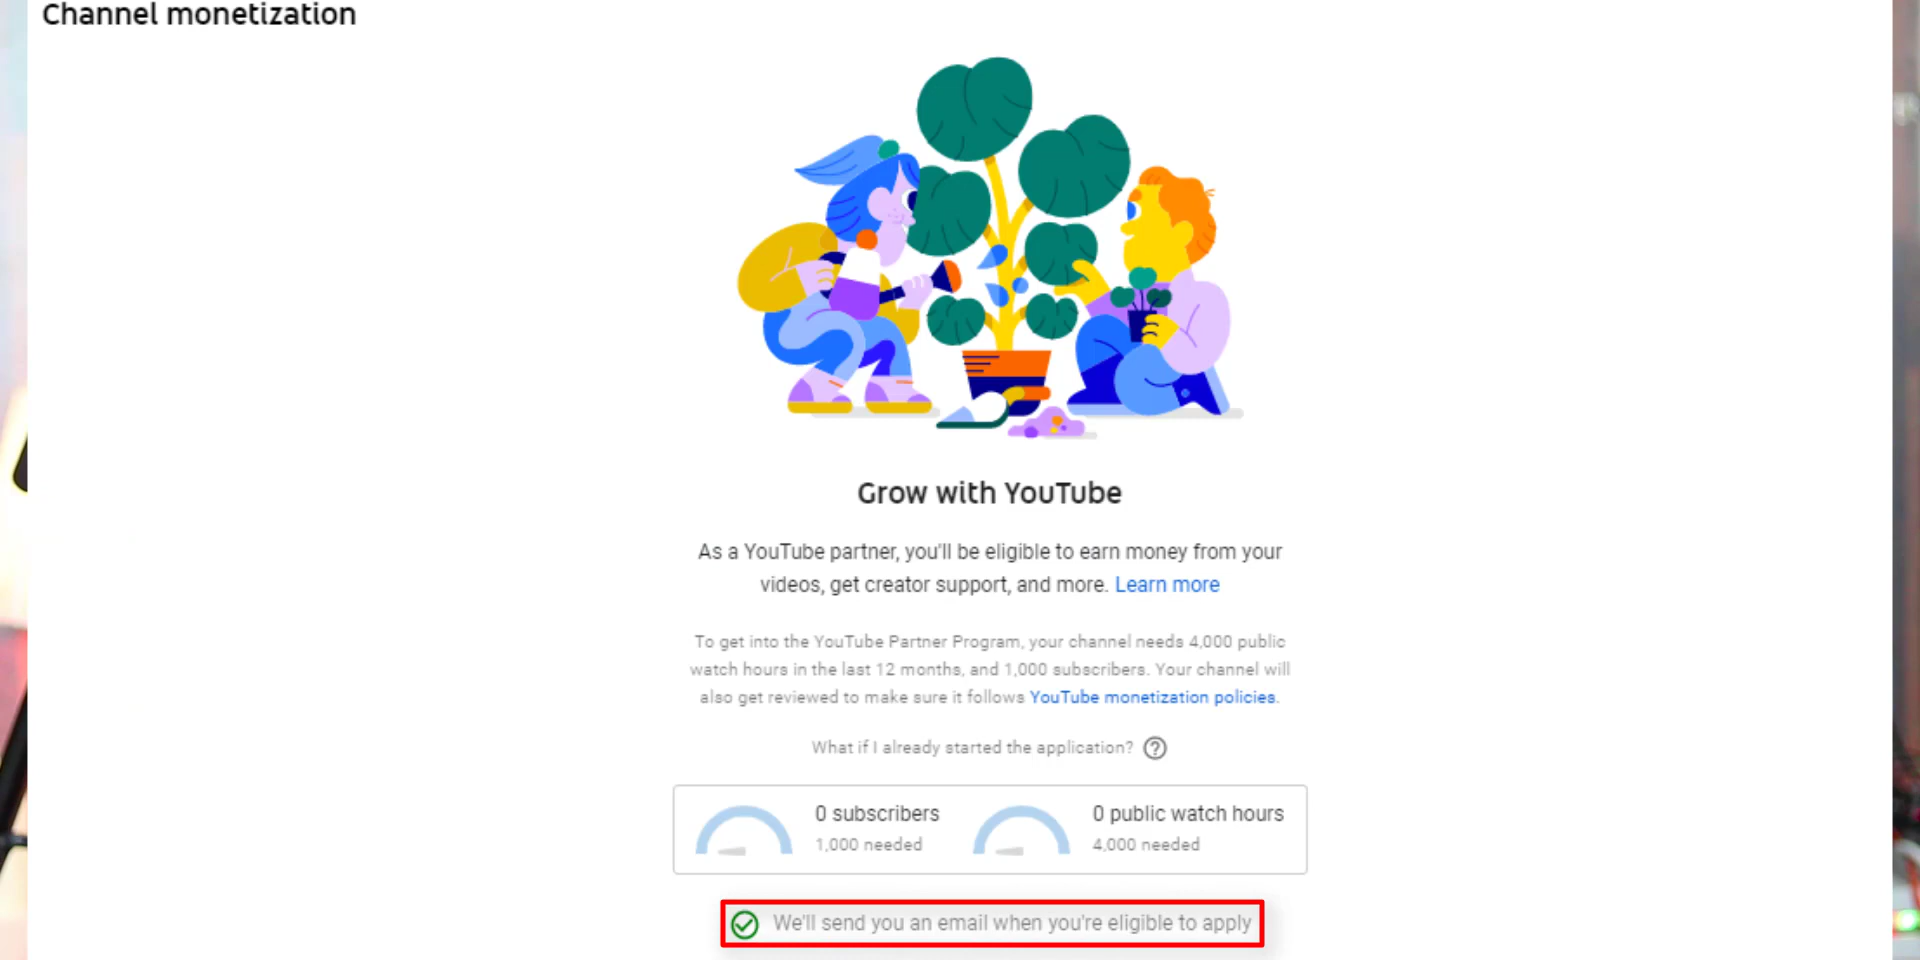 Channel monetization
Grow with YouTube
As a YouTube partner, you'll be eligible to earn money from your
videos, get creator support, and more. Learn more
To get into the YouTube Partner Program, your channel needs 4,000 public
watch hours in the last 12 months, and 1,000 subscribers. Your channel will
also get reviewed to make sure it follows YouTube monetization policies.
What if I already started the application? ?
0 subscribers
1,000 needed
0 public watch hours
4,000 needed
We'll send you an email when you're eligible to apply